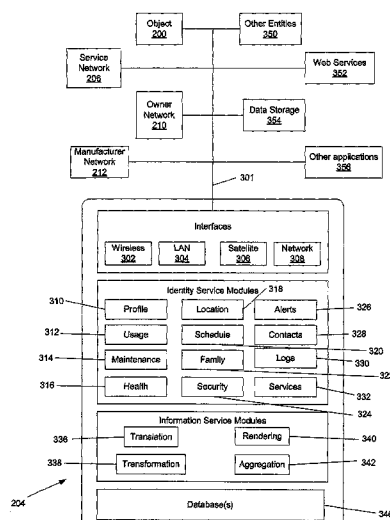 Object
200
Other Entities
350
Service
Network
206
Web Services
352
Owner
Network
210
Data Storage
354
Manufacturer
Network
212
Other applications
356
301
Interfaces
Wireless
302
LAN
304
Satellite
306
Network
308
Identity Service Modules
318
310
Profile
Location
Alerts
326
312
Usage
Schedule
Contacts
328
320
314
Maintenance
Family
Logs
330
322
316
Health
Security
Services
332
324
Information Service Modules
336
Translation
Rendering
340
338
Transformation
Aggregation
342
204
Database(s)
346